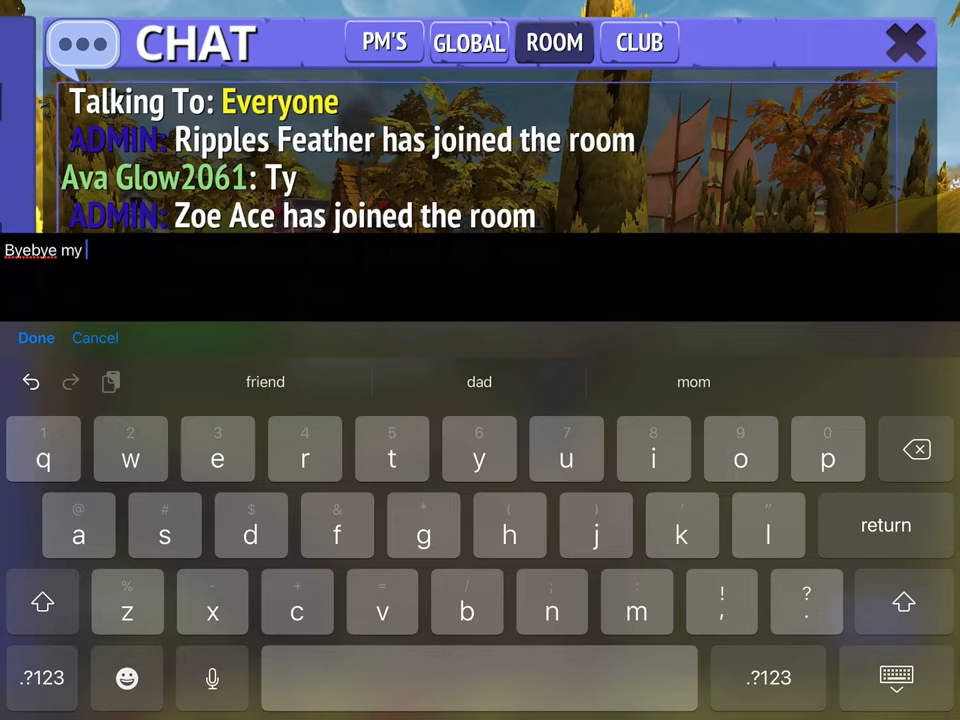 CHAT PM'S GLOBAL ROOM CLUB
Talking To: Everyone
ADMIN: Ripples Feather has joined the room
Ava Glow2061: Ty
ADMIN: Zoe Ace has joined the room
Byebye my
Done Cancel
friend dad mom
1 2 3 4 5 6 7 8 9 0
q w e r t y u i o p
@ # $ & * ( ) ' "
a s d f g h j k l return
% - + = / ; : ! ?
z x c v b n m , .
.?123 .?123